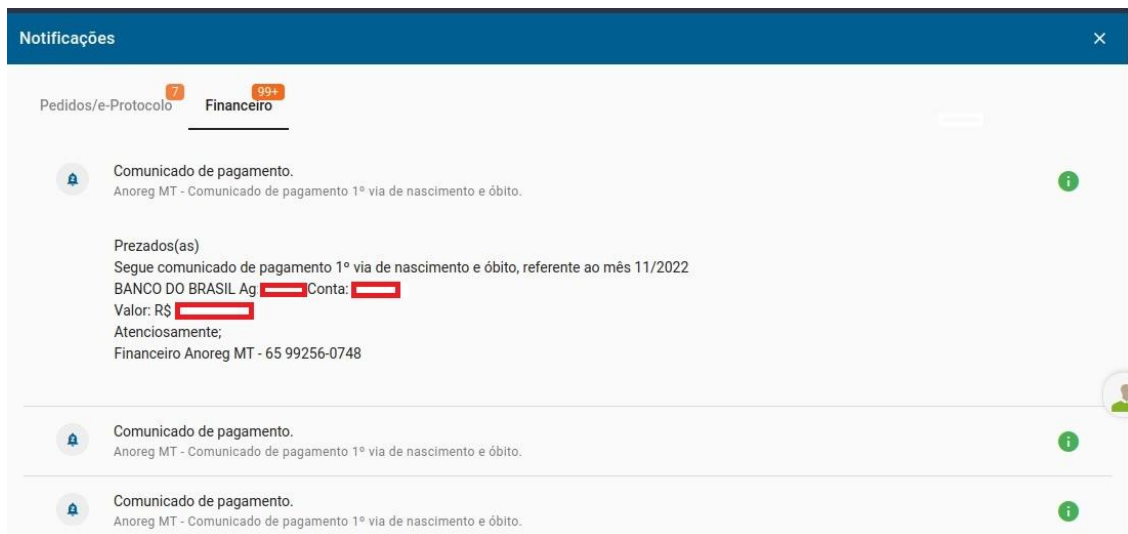 Notificações
7
99+
Pedidos/e-Protocolo Financeiro
Comunicado de pagamento.
Anoreg MT - Comunicado de pagamento 1º via de nascimento e óbito.
Prezados(as)
Segue comunicado de pagamento 1º via de nascimento e óbito, referente ao mês 11/2022
BANCO DO BRASIL Ag. Conta:
Valor: R$
Atenciosamente;
Financeiro Anoreg MT - 65 99256-0748
Comunicado de pagamento.
Anoreg MT - Comunicado de pagamento 1º via de nascimento e óbito.
Comunicado de pagamento.
Anoreg MT - Comunicado de pagamento 1º via de nascimento e óbito.